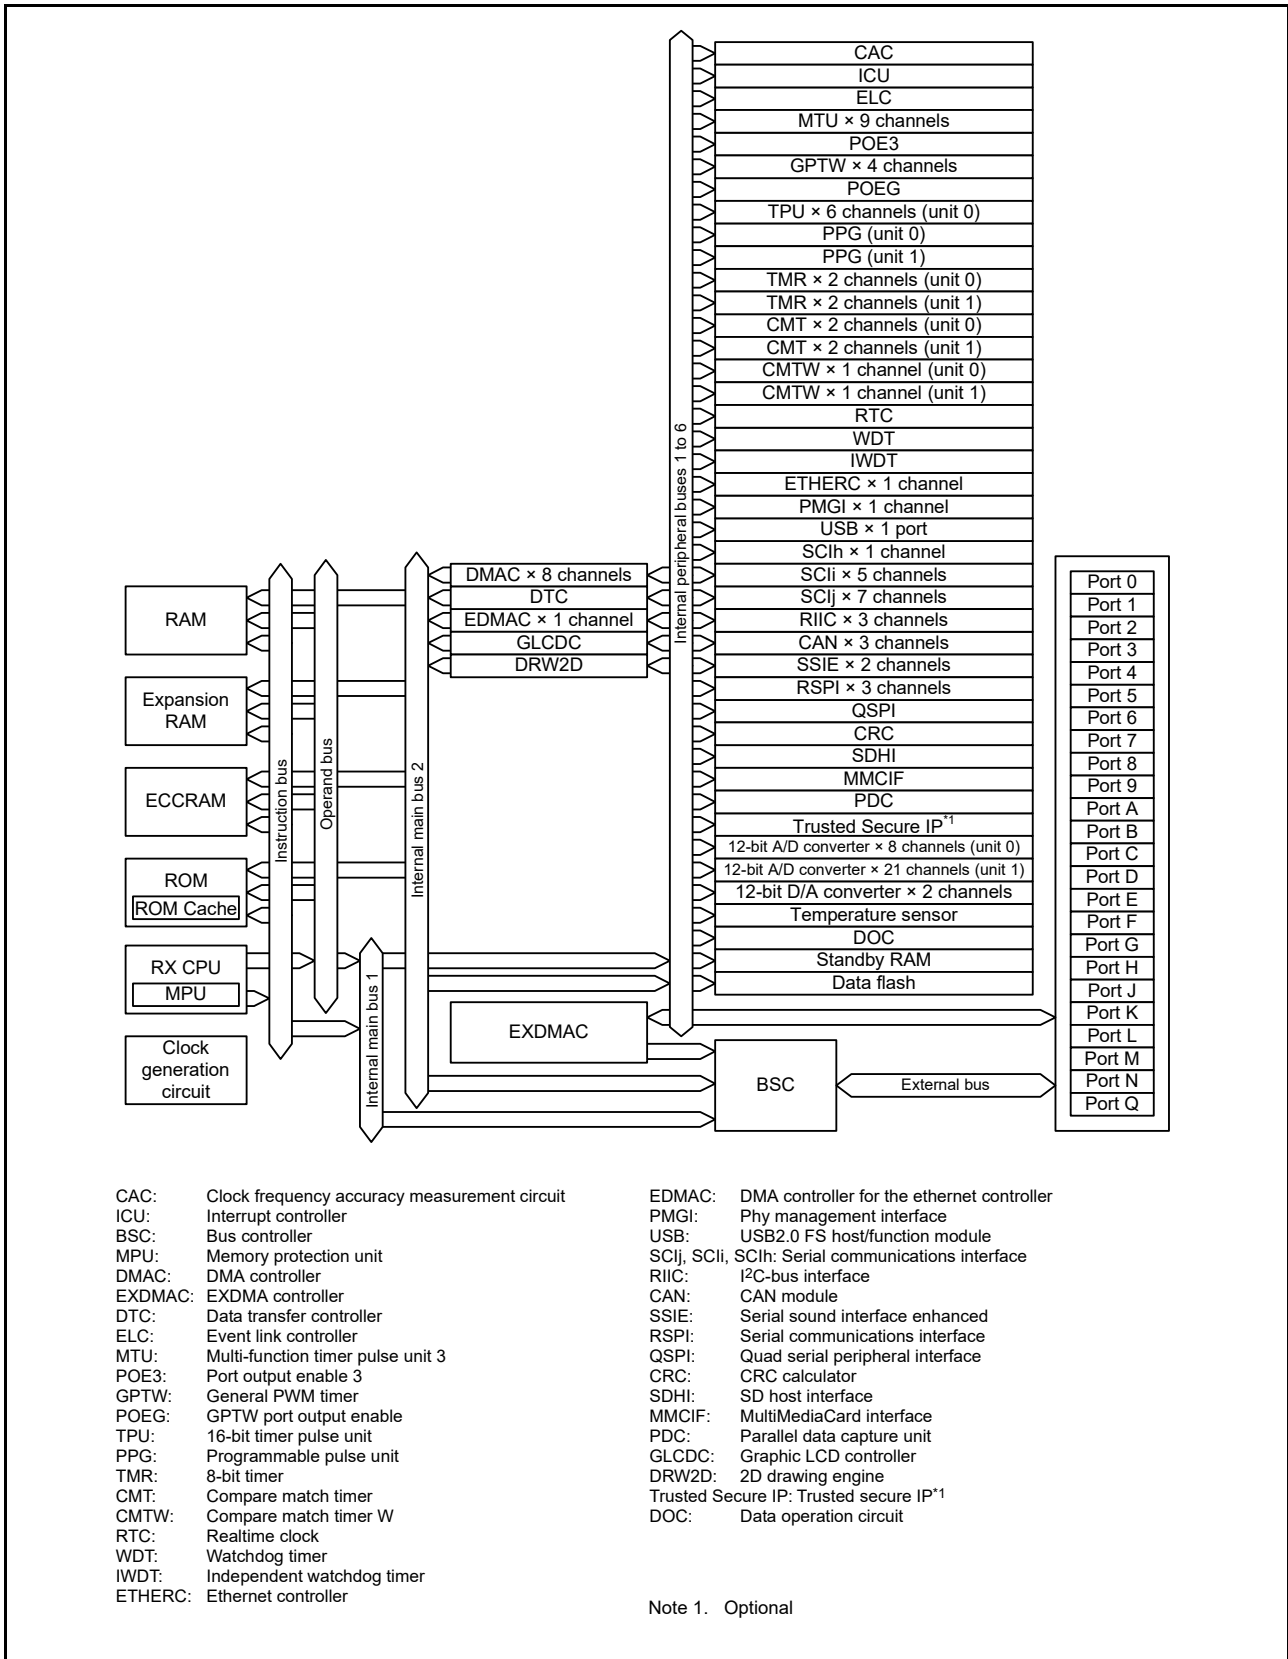 CAC
ICU
ELC
MTU × 9 channels
POE3
GPTW × 4 channels
POEG
TPU × 6 channels (unit 0)
PPG (unit 0)
PPG (unit 1)
TMR × 2 channels (unit 0)
TMR × 2 channels (unit 1)
CMT × 2 channels (unit 0)
CMT × 2 channels (unit 1)
CMTW × 1 channel (unit 0)
CMTW × 1 channel (unit 1)
RTC
WDT
IWDT
ETHERC × 1 channel
PMGI × 1 channel
USB × 1 port
SCIh × 1 channel
SCIi × 5 channels
SCIj × 7 channels
RIIC × 3 channels
CAN × 3 channels
SSIE × 2 channels
RSPI × 3 channels
QSPI
CRC
SDHI
MMCIF
PDC
Trusted Secure IP*1
12-bit A/D converter × 8 channels (unit 0)
12-bit A/D converter × 21 channels (unit 1)
12-bit D/A converter × 2 channels
Temperature sensor
DOC
Standby RAM
Data flash
Internal peripheral buses 1 to 6
DMAC × 8 channels
DTC
EDMAC × 1 channel
GLCDC
DRW2D
RAM
Expansion
RAM
ECCRAM
ROM
ROM Cache
RX CPU
MPU
Clock
generation
circuit
Instruction bus
Operand bus
Internal main bus 2
Internal main bus 1
EXDMAC
BSC
External bus
Port 0
Port 1
Port 2
Port 3
Port 4
Port 5
Port 6
Port 7
Port 8
Port 9
Port A
Port B
Port C
Port D
Port E
Port F
Port G
Port H
Port J
Port K
Port L
Port M
Port N
Port Q
CAC: Clock frequency accuracy measurement circuit
ICU: Interrupt controller
BSC: Bus controller
MPU: Memory protection unit
DMAC: DMA controller
EXDMAC: EXDMA controller
DTC: Data transfer controller
ELC: Event link controller
MTU: Multi-function timer pulse unit 3
POE3: Port output enable 3
GPTW: General PWM timer
POEG: GPTW port output enable
TPU: 16-bit timer pulse unit
PPG: Programmable pulse unit
TMR: 8-bit timer
CMT: Compare match timer
CMTW: Compare match timer W
RTC: Realtime clock
WDT: Watchdog timer
IWDT: Independent watchdog timer
ETHERC: Ethernet controller
EDMAC: DMA controller for the ethernet controller
PMGI: Phy management interface
USB: USB2.0 FS host/function module
SCIj, SCIi, SCIh: Serial communications interface
RIIC: I2C-bus interface
CAN: CAN module
SSIE: Serial sound interface enhanced
RSPI: Serial communications interface
QSPI: Quad serial peripheral interface
CRC: CRC calculator
SDHI: SD host interface
MMCIF: MultiMediaCard interface
PDC: Parallel data capture unit
GLCDC: Graphic LCD controller
DRW2D: 2D drawing engine
Trusted Secure IP: Trusted secure IP*1
DOC: Data operation circuit
Note 1. Optional